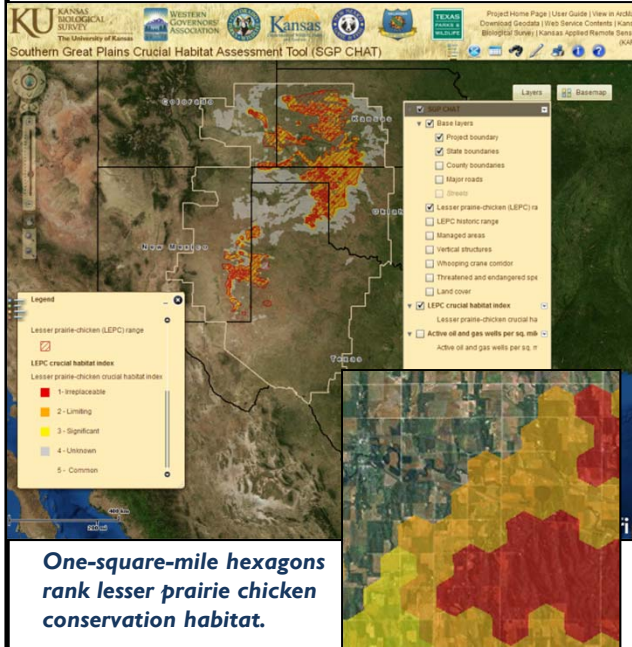 KU KANSAS
BIOLOGICAL
SURVEY
The University of Kansas
WESTERN
GOVERNORS'
ASSOCIATION
Kansas
TEXAS
PARKS &
WILDLIFE
Project Home Page | User Guide | View in
Download Geodata | Web Service Contents |
Biological Survey | Kansas Applied Remote
Southern Great Plains Crucial Habitat Assessment Tool (SGP CHAT)
Layers
Basemap
Colorado
Kansas
New Mexico
Texas
SGP CHAT
Base layers
Project boundary
State boundaries
County boundaries
Major roads
Streets
Lesser prairie-chicken (LEPC) ra
LEPC historic range
Managed areas
Vertical structures
Whooping crane corridor
Threatened and endangered spe
Land cover
LEPC crucial habitat index
Lesser prairie-chicken crucial ha
Active oil and gas wells per sq. mile
Active oil and gas wells per sq. m
Legend
Lesser prairie-chicken (LEPC) range
LEPC crucial habitat index
Lesser prairie-chicken crucial habitat index
1- Irreplaceable
2 - Limiting
3 - Significant
4 - Unknown
5 - Common
400 km
200 mi
One-square-mile hexagons
rank lesser prairie chicken
conservation habitat.